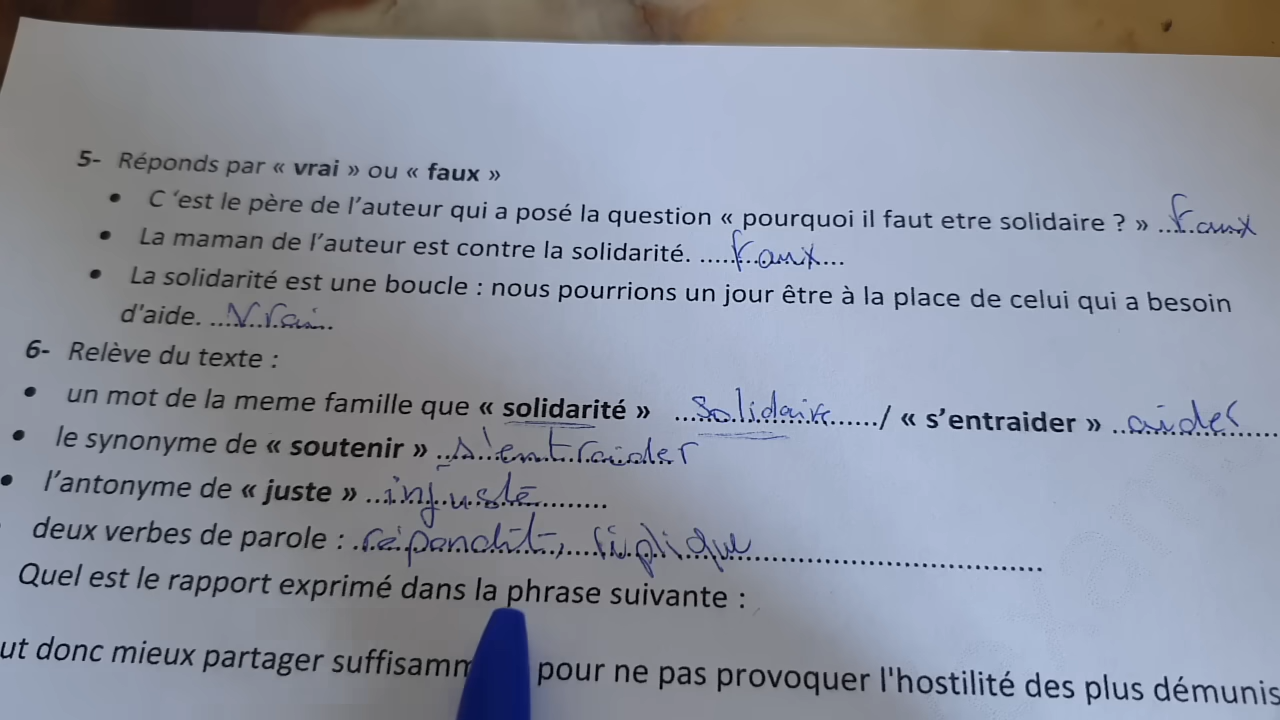 5- Réponds par « vrai » ou « faux »
• C 'est le père de l'auteur qui a posé la question « pourquoi il faut etre solidaire ? » ...faux
• La maman de l'auteur est contre la solidarité. .....faux...
• La solidarité est une boucle : nous pourrions un jour être à la place de celui qui a besoin
d'aide. ...Vrai..
6- Relève du texte :
• un mot de la meme famille que « solidarité » ...solidaire....../ « s'entraider » ..aider.....
• le synonyme de « soutenir » ..s'entraider
• l'antonyme de « juste » ...injuste.........
deux verbes de parole : .répondit,...réplique....................................
Quel est le rapport exprimé dans la phrase suivante :
ut donc mieux partager suffisamm pour ne pas provoquer l'hostilité des plus démunis